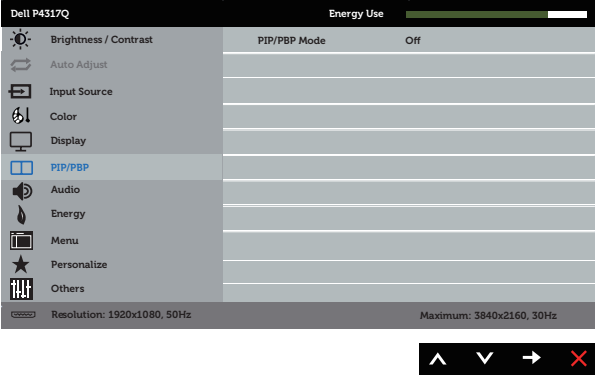 Dell P4317Q Energy Use
Brightness / Contrast PIP/PBP Mode Off
Auto Adjust
Input Source
Color
Display
PIP/PBP
Audio
Energy
Menu
Personalize
Others
Resolution: 1920x1080, 50Hz Maximum: 3840x2160, 30Hz